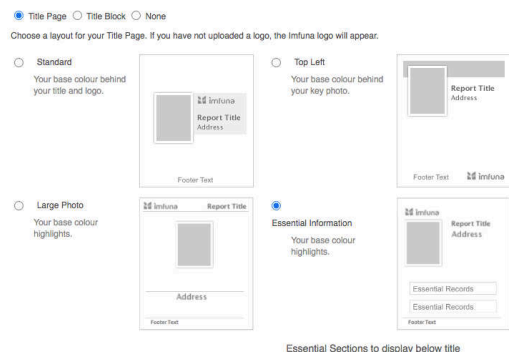 Title Page Title Block None
Choose a layout for your Title Page. If you have not uploaded a logo, the Imfuna logo will appear.
Standard
Your base colour behind
your title and logo.
imfuna
Report Title
Address
Footer Text
Top Left
Your base colour behind
your key photo.
Report Title
Address
Footer Text imfuna
Large Photo
Your base colour
highlights.
imfuna Report Title
Address
Footer Text
Essential Information
Your base colour
highlights.
imfuna
Report Title
Address
Essential Records
Essential Records
Footer Text
Essential Sections to display below title